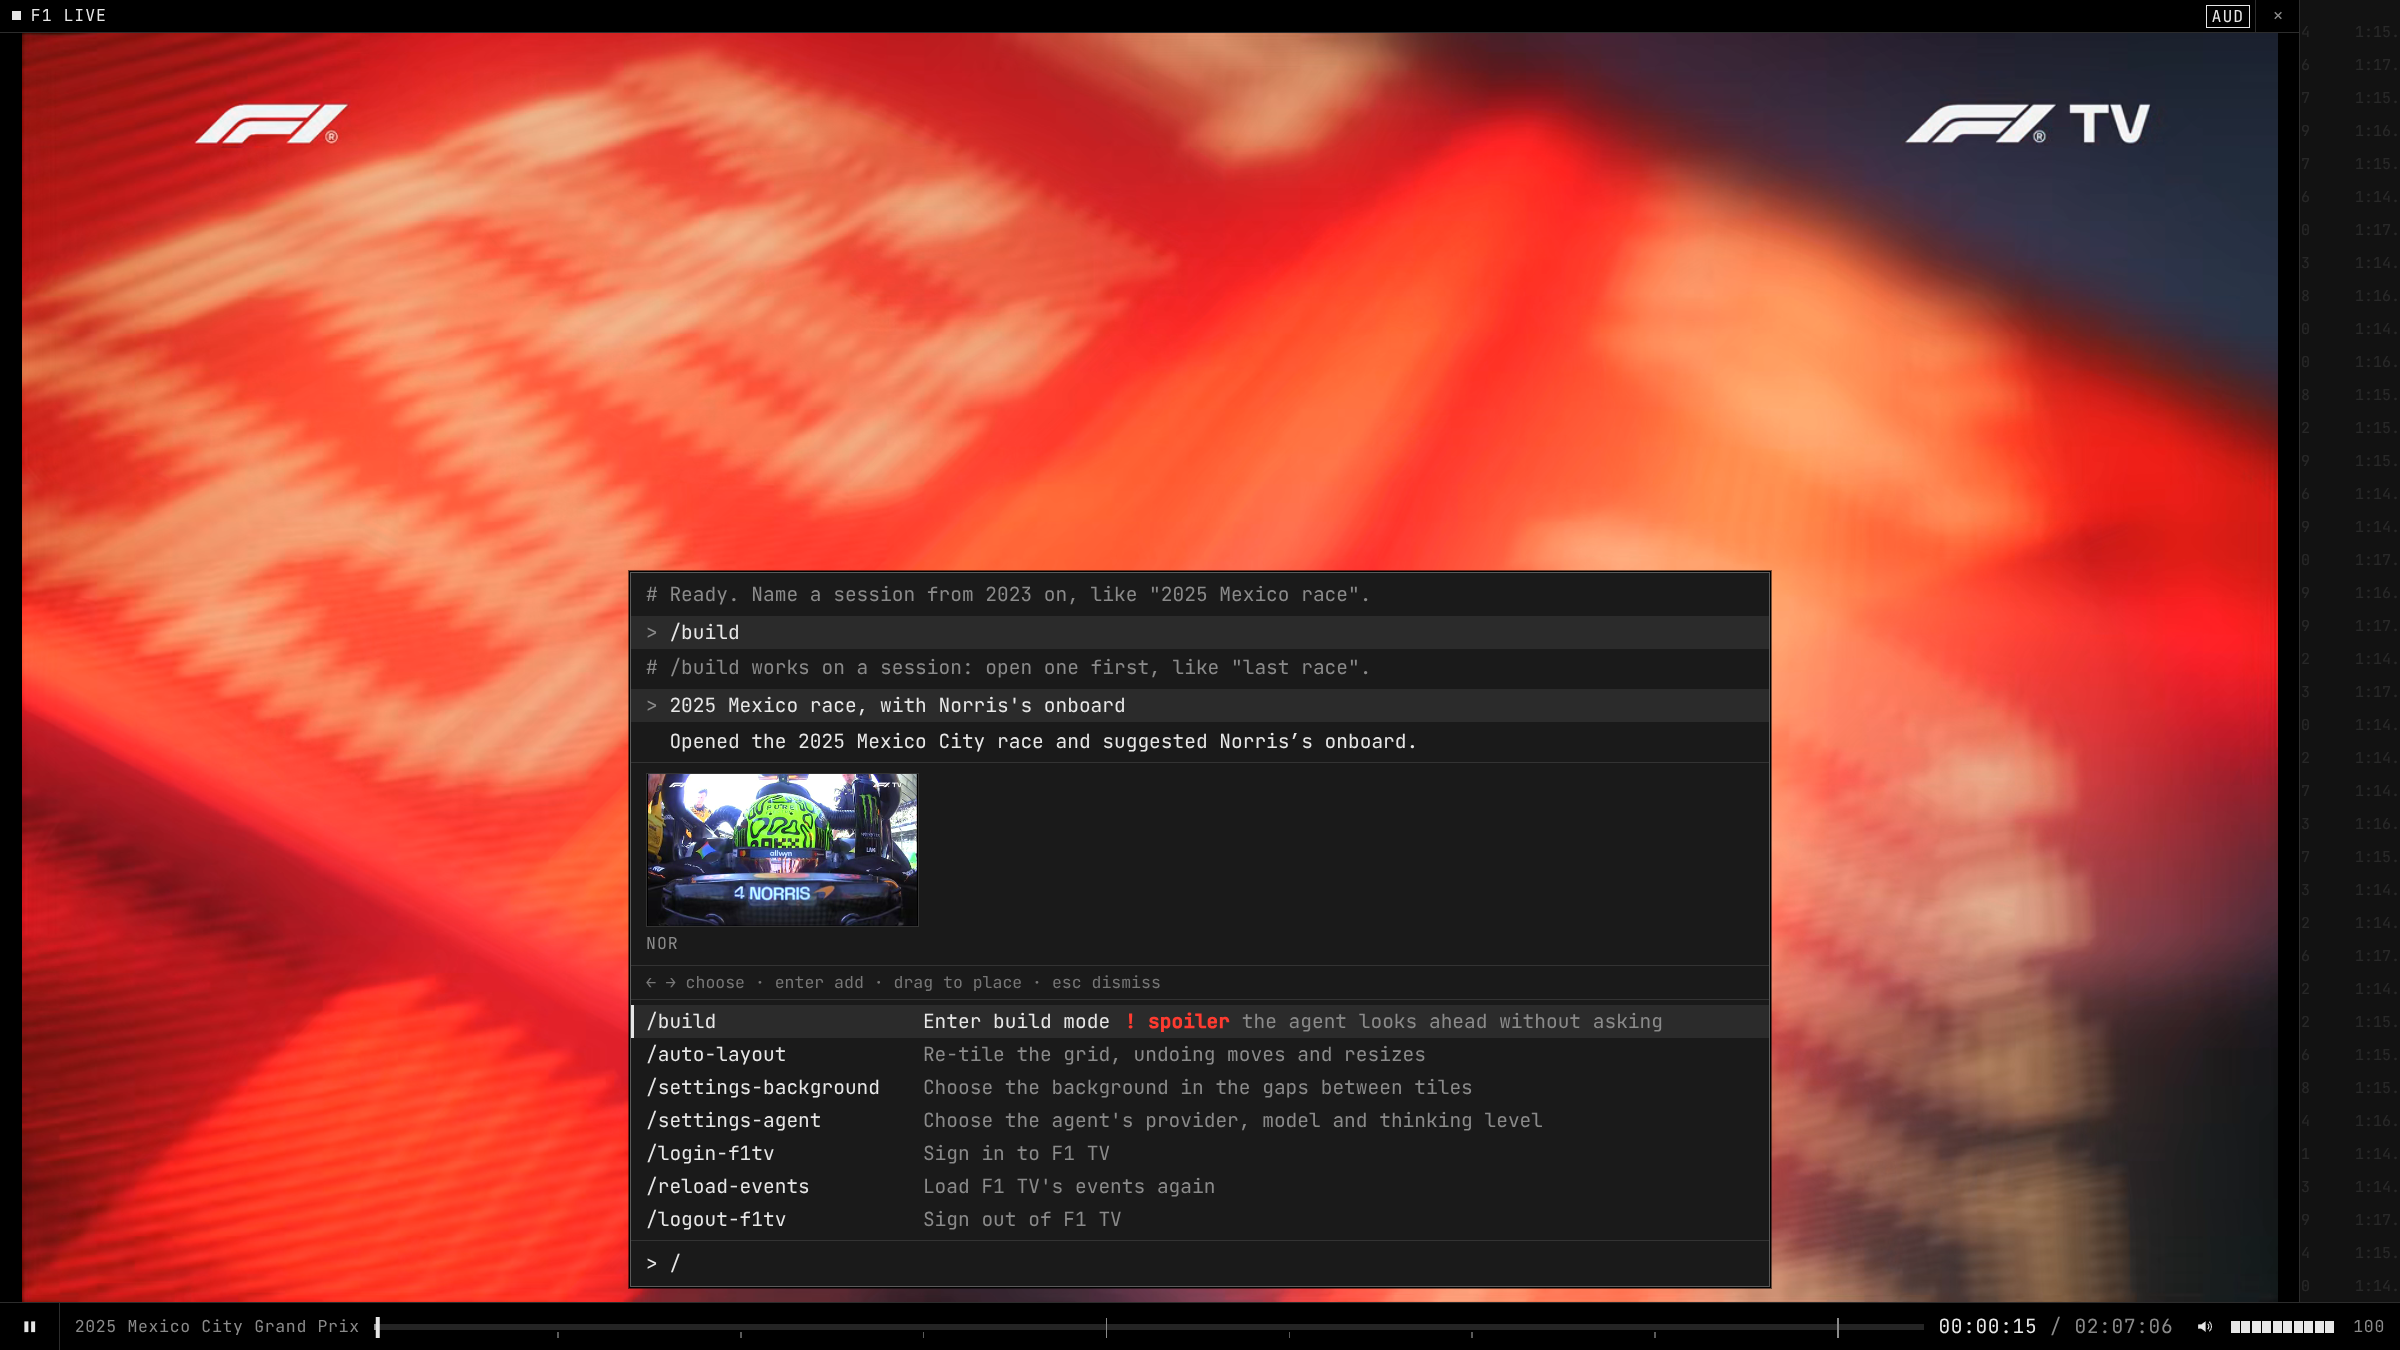 F1 LIVE
AUD ×
F1® F1® TV
# Ready. Name a session from 2023 on, like "2025 Mexico race".
> /build
# /build works on a session: open one first, like "last race".
> 2025 Mexico race, with Norris's onboard
Opened the 2025 Mexico City race and suggested Norris’s onboard.
PURE
allwyn
4 NORRIS
NOR
← → choose · enter add · drag to place · esc dismiss
/build Enter build mode ! spoiler the agent looks ahead without asking
/auto-layout Re-tile the grid, undoing moves and resizes
/settings-background Choose the background in the gaps between tiles
/settings-agent Choose the agent's provider, model and thinking level
/login-f1tv Sign in to F1 TV
/reload-events Load F1 TV's events again
/logout-f1tv Sign out of F1 TV
> /
2025 Mexico City Grand Prix 00:00:15 / 02:07:06 100